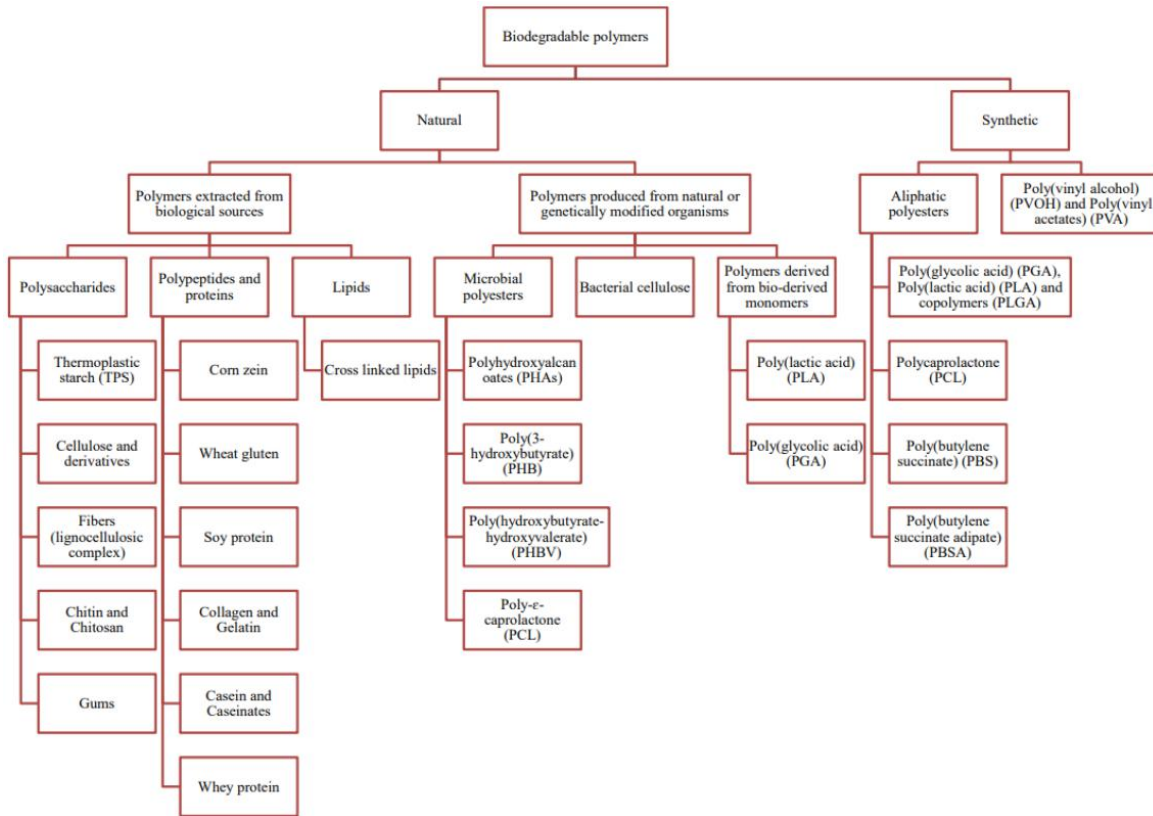 Biodegradable polymers
Natural
Synthetic
Polymers extracted from
biological sources
Polymers produced from natural or
genetically modified organisms
Aliphatic
polyesters
Poly(vinyl alcohol)
(PVOH) and Poly(vinyl
acetates) (PVA)
Polysaccharides
Polypeptides and
proteins
Lipids
Microbial
polyesters
Bacterial cellulose
Polymers derived
from bio-derived
monomers
Poly(glycolic acid) (PGA),
Poly(lactic acid) (PLA) and
copolymers (PLGA)
Thermoplastic
starch (TPS)
Corn zein
Cross linked lipids
Polyhydroxyalcan
oates (PHAs)
Poly(lactic acid)
(PLA)
Polycaprolactone
(PCL)
Cellulose and
derivatives
Wheat gluten
Poly(3-
hydroxybutyrate)
(PHB)
Poly(glycolic acid)
(PGA)
Poly(butylene
succinate) (PBS)
Fibers
(lignocellulosic
complex)
Soy protein
Poly(hydroxybutyrate-
hydroxyvalerate)
(PHBV)
Poly(butylene
succinate adipate)
(PBSA)
Chitin and
Chitosan
Collagen and
Gelatin
Poly-ε-
caprolactone
(PCL)
Gums
Casein and
Caseinates
Whey protein